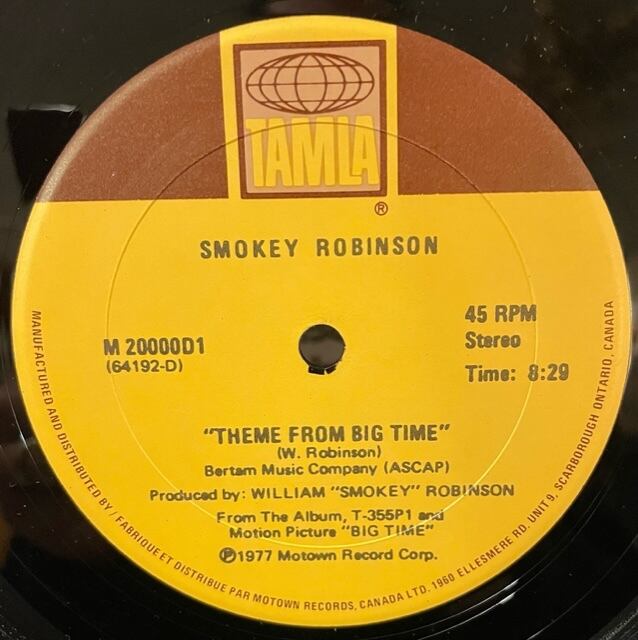 TAMLA
®
SMOKEY ROBINSON
M 20000D1
(64192-D)
45 RPM
Stereo
Time: 8:29
"THEME FROM BIG TIME"
(W. Robinson)
Bertam Music Company (ASCAP)
Produced by: WILLIAM "SMOKEY" ROBINSON
From The Album, T-355P1 and
Motion Picture "BIG TIME"
℗1977 Motown Record Corp.
MANUFACTURED AND DISTRIBUTED BY / FABRIQUE ET DISTRIBUE PAR MOTOWN RECORDS, CANADA LTD. 1960 ELLESMERE RD. UNIT 9, SCARBOROUGH ONTARIO, CANADA